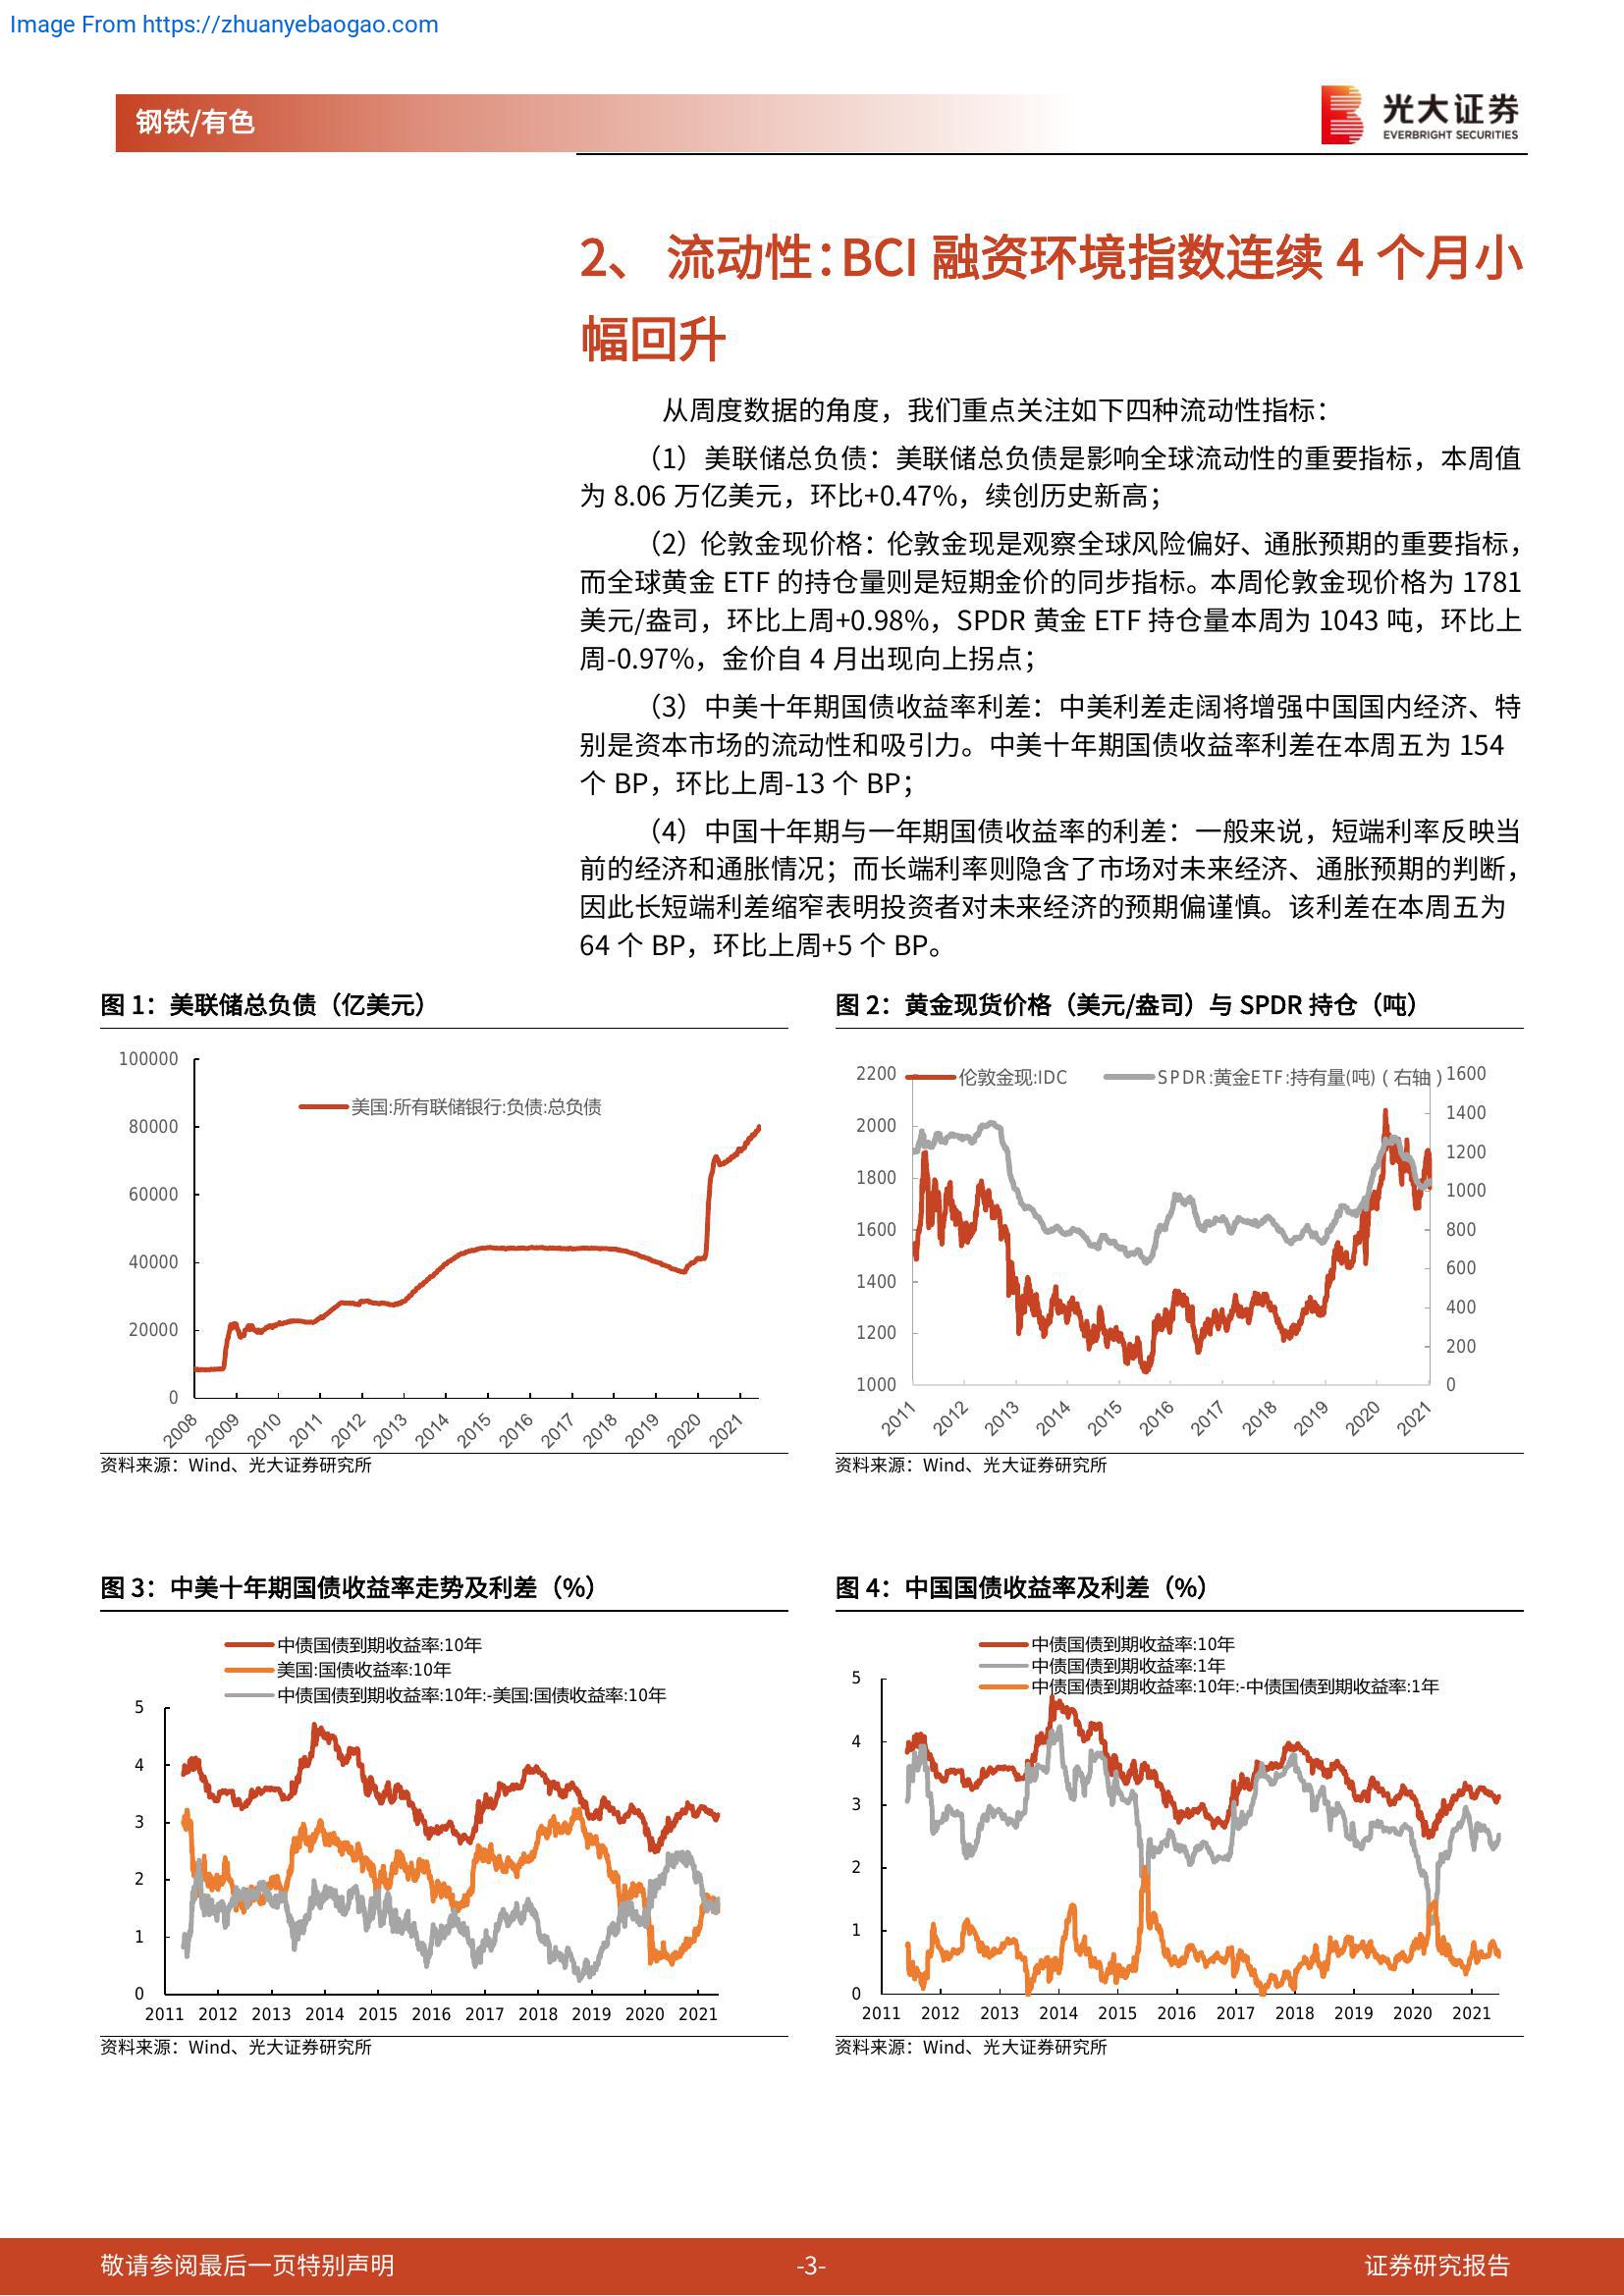 Image From https://zhuanyebaogao.com
钢铁/有色
光大证券
EVERBRIGHT SECURITIES
2、 流动性：BCI 融资环境指数连续 4 个月小
幅回升
从周度数据的角度，我们重点关注如下四种流动性指标：
（1）美联储总负债：美联储总负债是影响全球流动性的重要指标，本周值
为 8.06 万亿美元，环比+0.47%，续创历史新高；
（2）伦敦金现价格：伦敦金现是观察全球风险偏好、通胀预期的重要指标，
而全球黄金 ETF 的持仓量则是短期金价的同步指标。本周伦敦金现价格为 1781
美元/盎司，环比上周+0.98%，SPDR 黄金 ETF 持仓量本周为 1043 吨，环比上
周-0.97%，金价自 4 月出现向上拐点；
（3）中美十年期国债收益率利差：中美利差走阔将增强中国国内经济、特
别是资本市场的流动性和吸引力。中美十年期国债收益率利差在本周五为 154
个 BP，环比上周-13 个 BP；
（4）中国十年期与一年期国债收益率的利差：一般来说，短端利率反映当
前的经济和通胀情况；而长端利率则隐含了市场对未来经济、通胀预期的判断，
因此长短端利差缩窄表明投资者对未来经济的预期偏谨慎。该利差在本周五为
64 个 BP，环比上周+5 个 BP。
图 1：美联储总负债（亿美元）
100000
80000
60000
40000
20000
0
美国:所有联储银行:负债:总负债
2008 2009 2010 2011 2012 2013 2014 2015 2016 2017 2018 2019 2020 2021
资料来源：Wind、光大证券研究所
图 2：黄金现货价格（美元/盎司）与 SPDR 持仓（吨）
伦敦金现:IDC SPDR:黄金ETF:持有量(吨)（右轴）
2200
2000
1800
1600
1400
1200
1000
1600
1400
1200
1000
800
600
400
200
0
2011 2012 2013 2014 2015 2016 2017 2018 2019 2020 2021
资料来源：Wind、光大证券研究所
图 3：中美十年期国债收益率走势及利差（%）
中债国债到期收益率:10年
美国:国债收益率:10年
中债国债到期收益率:10年:-美国:国债收益率:10年
5
4
3
2
1
0
2011 2012 2013 2014 2015 2016 2017 2018 2019 2020 2021
资料来源：Wind、光大证券研究所
图 4：中国国债收益率及利差（%）
中债国债到期收益率:10年
中债国债到期收益率:1年
中债国债到期收益率:10年:-中债国债到期收益率:1年
5
4
3
2
1
0
2011 2012 2013 2014 2015 2016 2017 2018 2019 2020 2021
资料来源：Wind、光大证券研究所
敬请参阅最后一页特别声明
-3-
证券研究报告